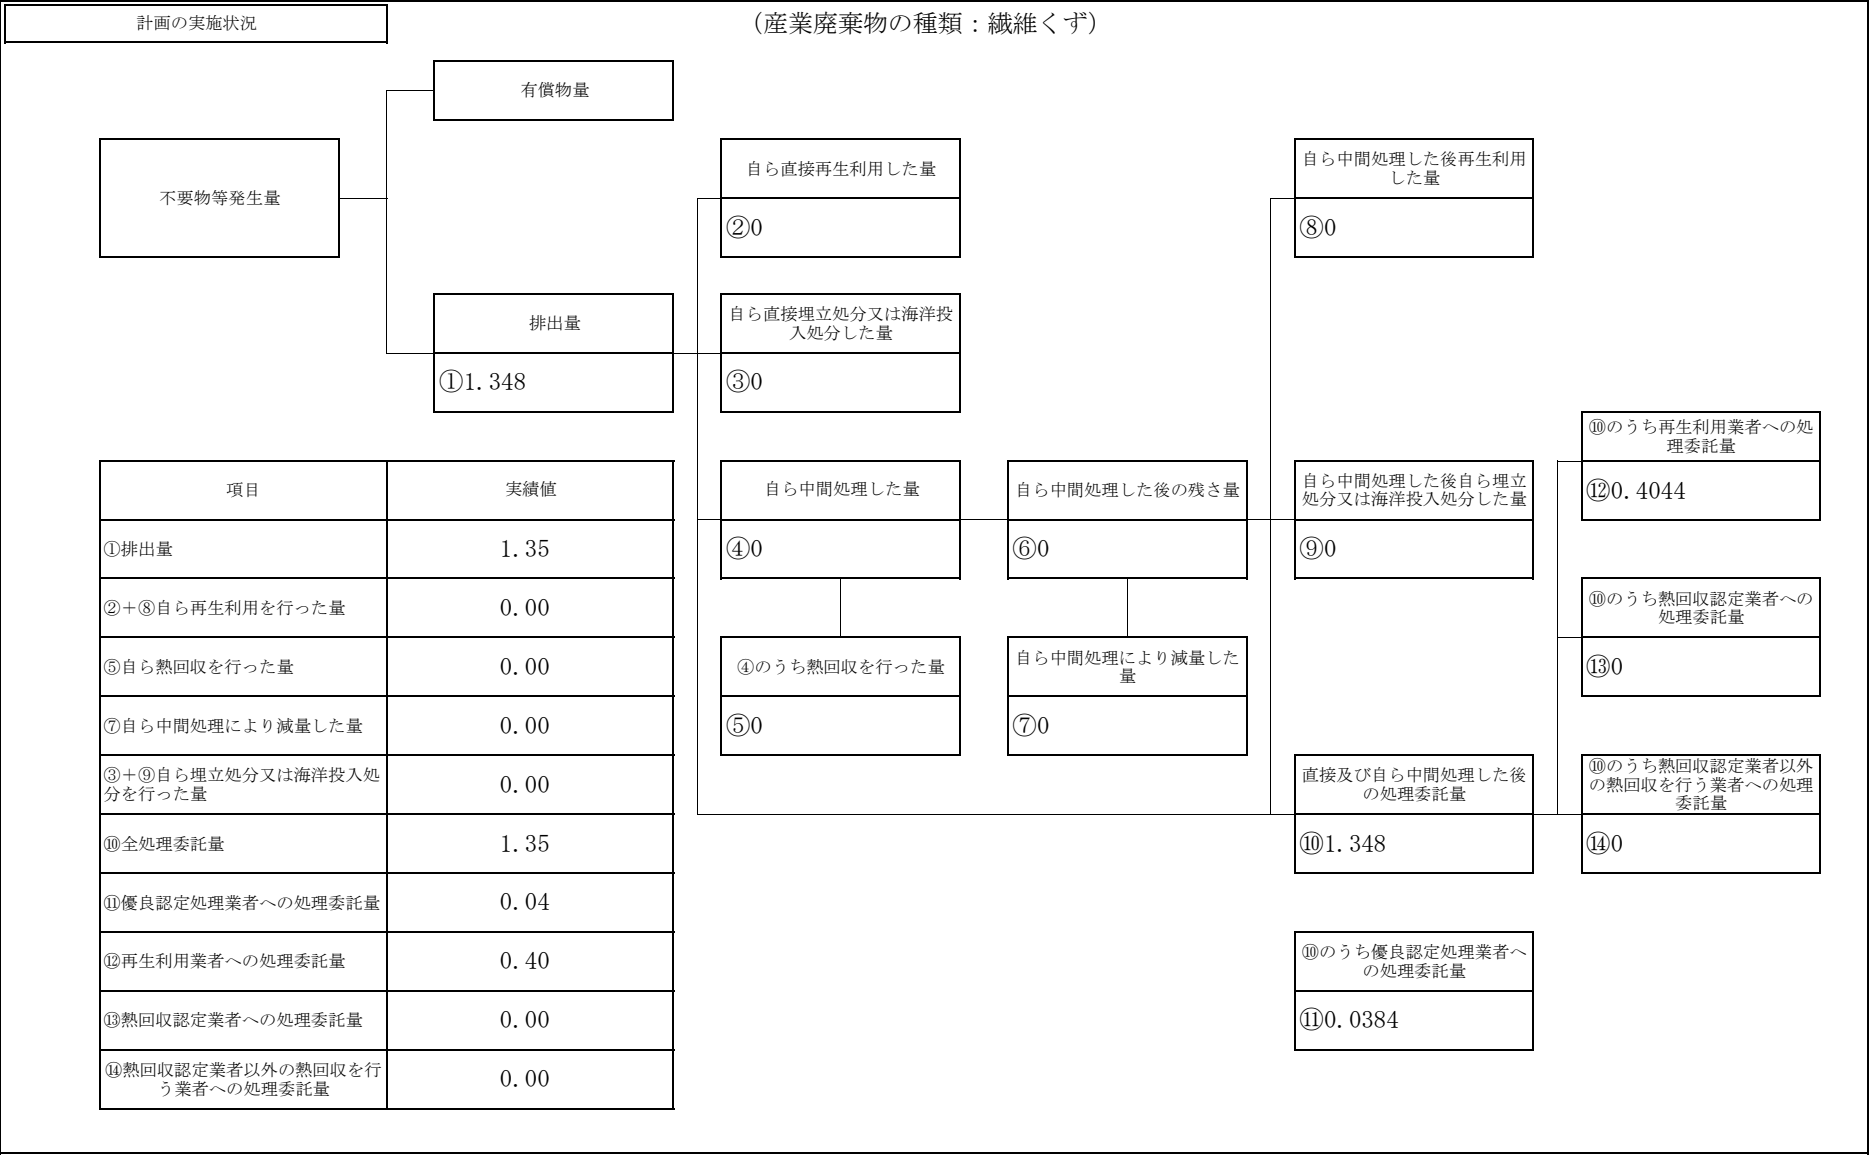 計画の実施状況
（産業廃棄物の種類：繊維くず）
有償物量
不要物等発生量
自ら直接再生利用した量
②0
自ら中間処理した後再生利用
した量
⑧0
排出量
①1.348
自ら直接埋立処分又は海洋投
入処分した量
③0
⑩のうち再生利用業者への処
理委託量
⑫0.4044
自ら中間処理した量
④0
自ら中間処理した後の残さ量
⑥0
自ら中間処理した後自ら埋立
処分又は海洋投入処分した量
⑨0
⑩のうち熱回収認定業者への
処理委託量
⑬0
④のうち熱回収を行った量
⑤0
自ら中間処理により減量した
量
⑦0
直接及び自ら中間処理した後
の処理委託量
⑩1.348
⑩のうち熱回収認定業者以外
の熱回収を行う業者への処理
委託量
⑭0
⑩のうち優良認定処理業者へ
の処理委託量
⑪0.0384
項目 実績値
①排出量 1.35
②＋⑧自ら再生利用を行った量 0.00
⑤自ら熱回収を行った量 0.00
⑦自ら中間処理により減量した量 0.00
③＋⑨自ら埋立処分又は海洋投入処
分を行った量 0.00
⑩全処理委託量 1.35
⑪優良認定処理業者への処理委託量 0.04
⑫再生利用業者への処理委託量 0.40
⑬熱回収認定業者への処理委託量 0.00
⑭熱回収認定業者以外の熱回収を行
う業者への処理委託量 0.00